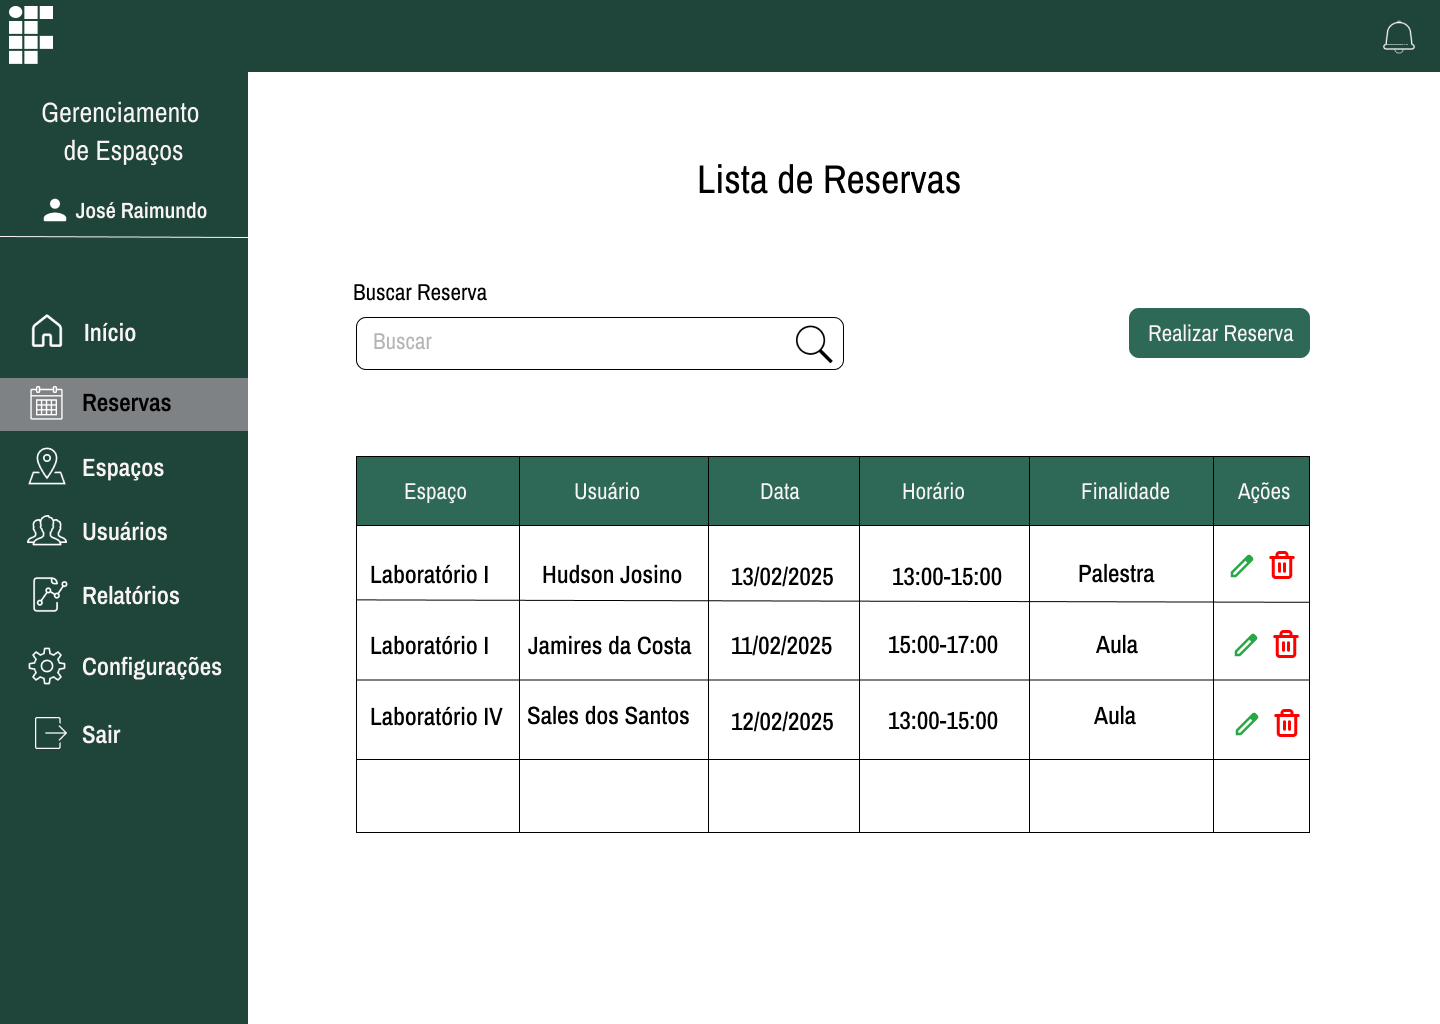 Gerenciamento
de Espaços
José Raimundo
Início
Reservas
Espaços
Usuários
Relatórios
Configurações
Sair
Lista de Reservas
Buscar Reserva
Buscar
Realizar Reserva
Espaço Usuário Data Horário Finalidade Ações
Laboratório I Hudson Josino 13/02/2025 13:00-15:00 Palestra
Laboratório I Jamires da Costa 11/02/2025 15:00-17:00 Aula
Laboratório IV Sales dos Santos 12/02/2025 13:00-15:00 Aula